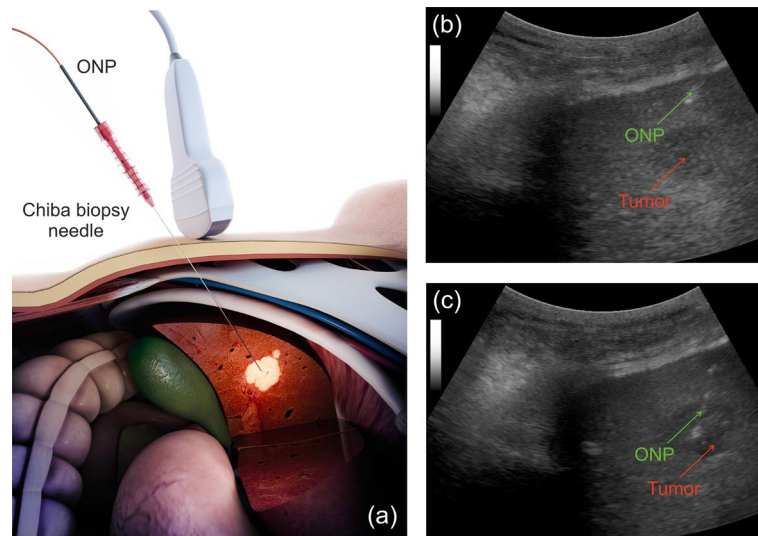 ONP
Chiba biopsy
needle
(a)
(b)
ONP
Tumor
(c)
ONP
Tumor